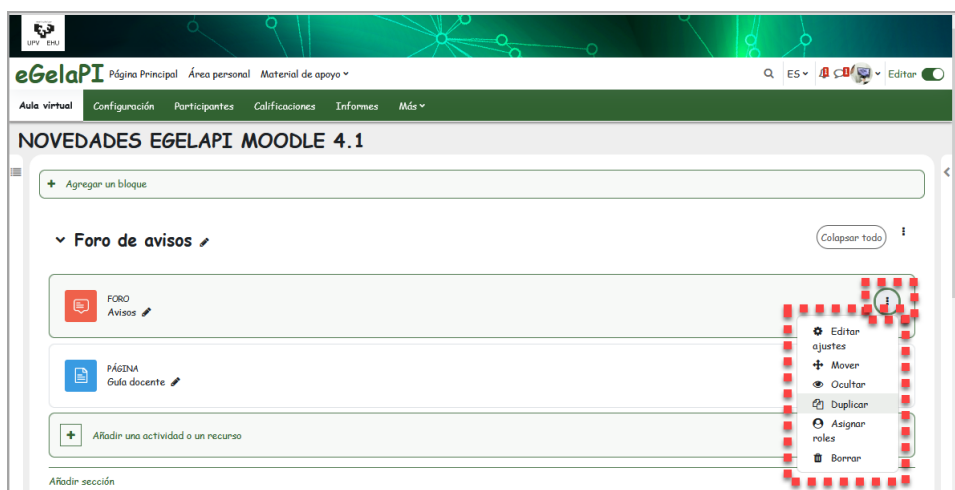 UPV EHU
eGelaPI Página Principal Área personal Material de apoyo ES Editar
Aula virtual Configuración Participantes Calificaciones Informes Más
NOVEDADES EGELAPI MOODLE 4.1
+ Agregar un bloque
Foro de avisos
Colapsar todo
FORO
Avisos
Editar
ajustes
Mover
Ocultar
Duplicar
Asignar
roles
Borrar
PÁGINA
Guía docente
+ Añadir una actividad o un recurso
Añadir sección